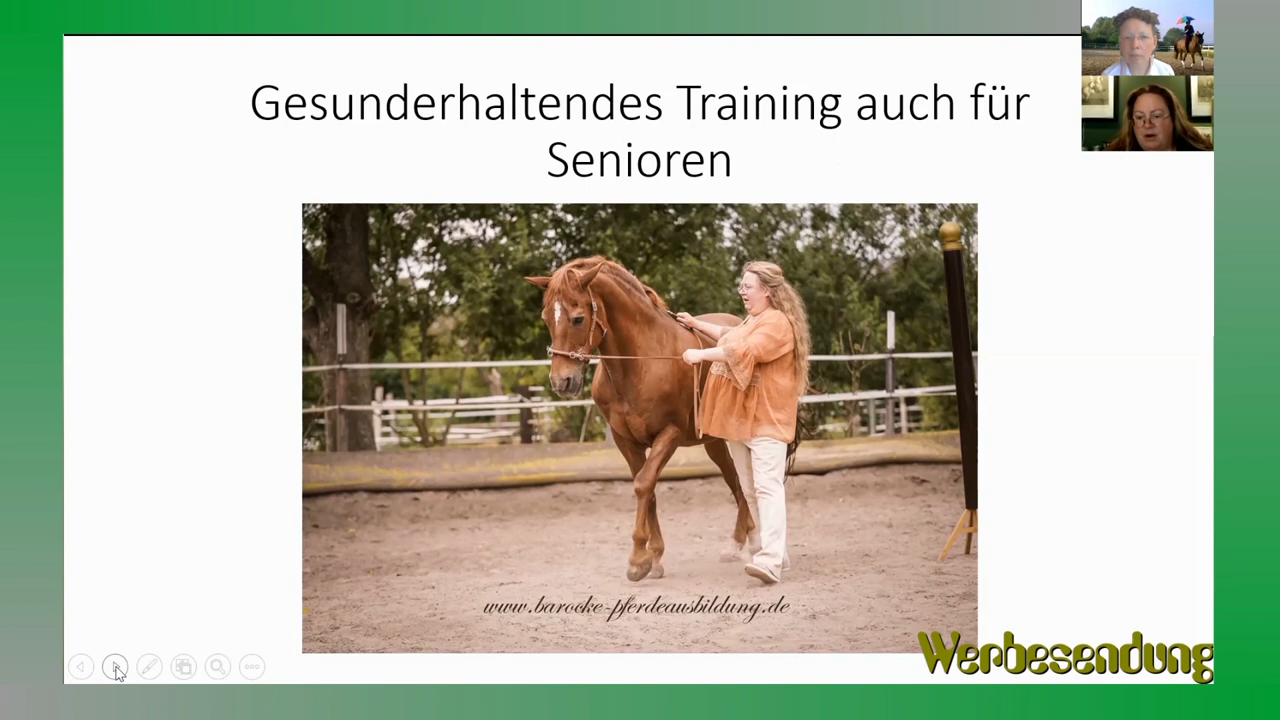 Gesunderhaltendes Training auch für
Senioren
www.barocke-pferdeausbildung.de
Werbesendung